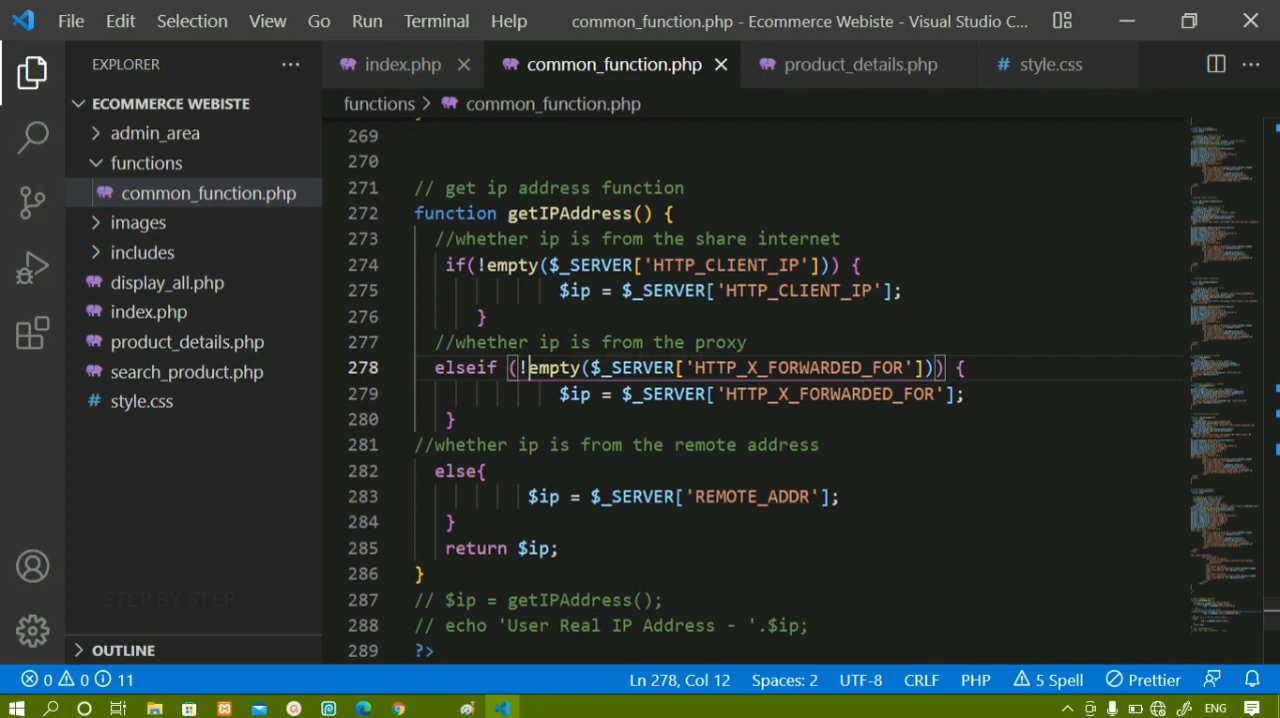 File Edit Selection View Go Run Terminal Help common_function.php - Ecommerce Webiste - Visual Studio C...
EXPLORER ... index.php common_function.php product_details.php # style.css ...
ECOMMERCE WEBISTE
admin_area
functions
common_function.php
images
includes
display_all.php
index.php
product_details.php
search_product.php
# style.css
STEP BY STEP
OUTLINE
functions > common_function.php
269
270
271 // get ip address function
272 function getIPAddress() {
273 //whether ip is from the share internet
274 if(!empty($_SERVER['HTTP_CLIENT_IP'])) {
275 $ip = $_SERVER['HTTP_CLIENT_IP'];
276 }
277 //whether ip is from the proxy
278 elseif (!empty($_SERVER['HTTP_X_FORWARDED_FOR'])) {
279 $ip = $_SERVER['HTTP_X_FORWARDED_FOR'];
280 }
281 //whether ip is from the remote address
282 else{
283 $ip = $_SERVER['REMOTE_ADDR'];
284 }
285 return $ip;
286 }
287 // $ip = getIPAddress();
288 // echo 'User Real IP Address - '.$ip;
289 ?>
0 0 11 Ln 278, Col 12 Spaces: 2 UTF-8 CRLF PHP 5 Spell Prettier
ENG